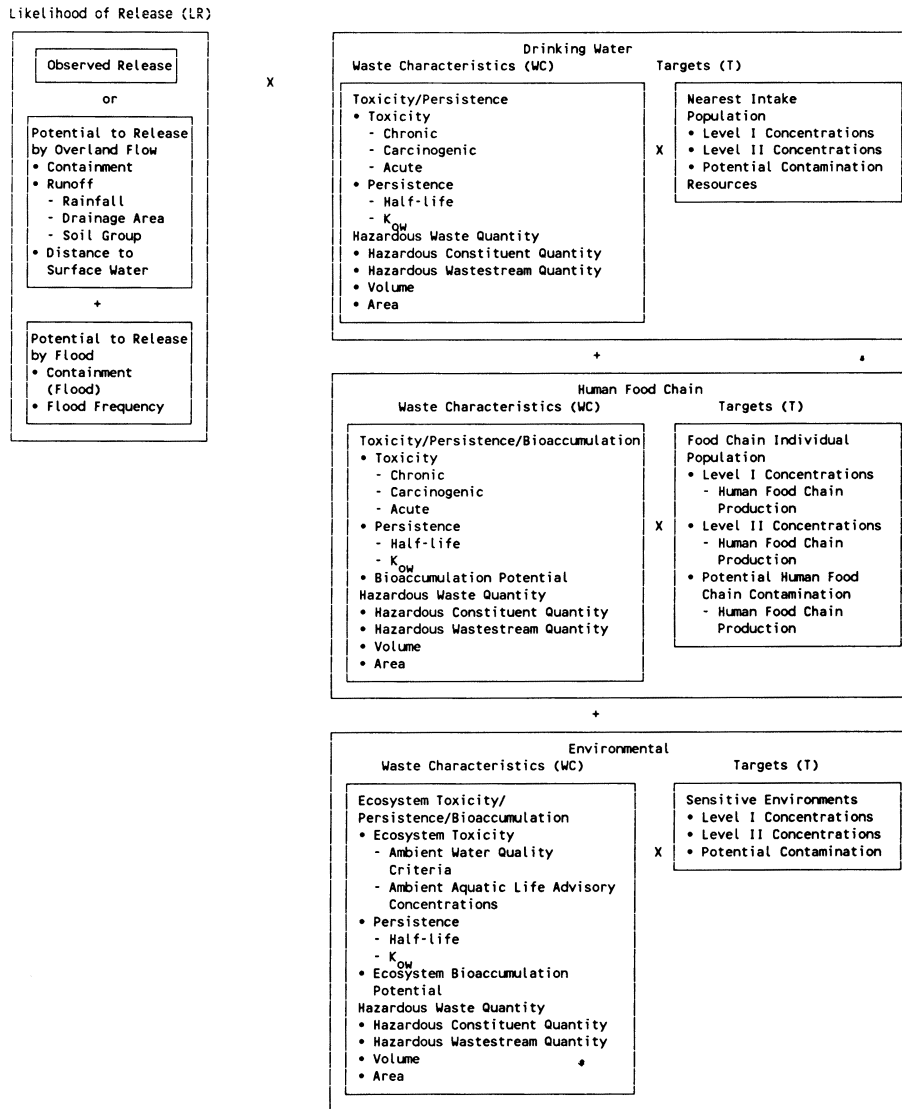 Likelihood of Release (LR)
Observed Release
or
Potential to Release
by Overland Flow
• Containment
• Runoff
- Rainfall
- Drainage Area
- Soil Group
• Distance to
Surface Water
+
Potential to Release
by Flood
• Containment
(Flood)
• Flood Frequency
X
Drinking Water
Waste Characteristics (WC)
Toxicity/Persistence
• Toxicity
- Chronic
- Carcinogenic
- Acute
• Persistence
- Half-life
- Kow
Hazardous Waste Quantity
• Hazardous Constituent Quantity
• Hazardous Wastestream Quantity
• Volume
• Area
X
Targets (T)
Nearest Intake
Population
• Level I Concentrations
• Level II Concentrations
• Potential Contamination
Resources
+
Human Food Chain
Waste Characteristics (WC)
Toxicity/Persistence/Bioaccumulation
• Toxicity
- Chronic
- Carcinogenic
- Acute
• Persistence
- Half-life
- Kow
• Bioaccumulation Potential
Hazardous Waste Quantity
• Hazardous Constituent Quantity
• Hazardous Wastestream Quantity
• Volume
• Area
X
Targets (T)
Food Chain Individual
Population
• Level I Concentrations
- Human Food Chain
Production
• Level II Concentrations
- Human Food Chain
Production
• Potential Human Food
Chain Contamination
- Human Food Chain
Production
+
Environmental
Waste Characteristics (WC)
Ecosystem Toxicity/
Persistence/Bioaccumulation
• Ecosystem Toxicity
- Ambient Water Quality
Criteria
- Ambient Aquatic Life Advisory
Concentrations
• Persistence
- Half-life
- Kow
• Ecosystem Bioaccumulation
Potential
Hazardous Waste Quantity
• Hazardous Constituent Quantity
• Hazardous Wastestream Quantity
• Volume
• Area
X
Targets (T)
Sensitive Environments
• Level I Concentrations
• Level II Concentrations
• Potential Contamination